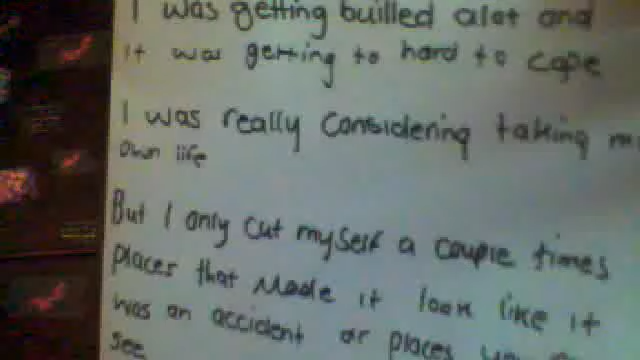 I was getting builled alot and
it was getting to hard to cope
I was really considering taking
own life
But I only cut myself a couple times
places that made it look like it
was an accident or places
see